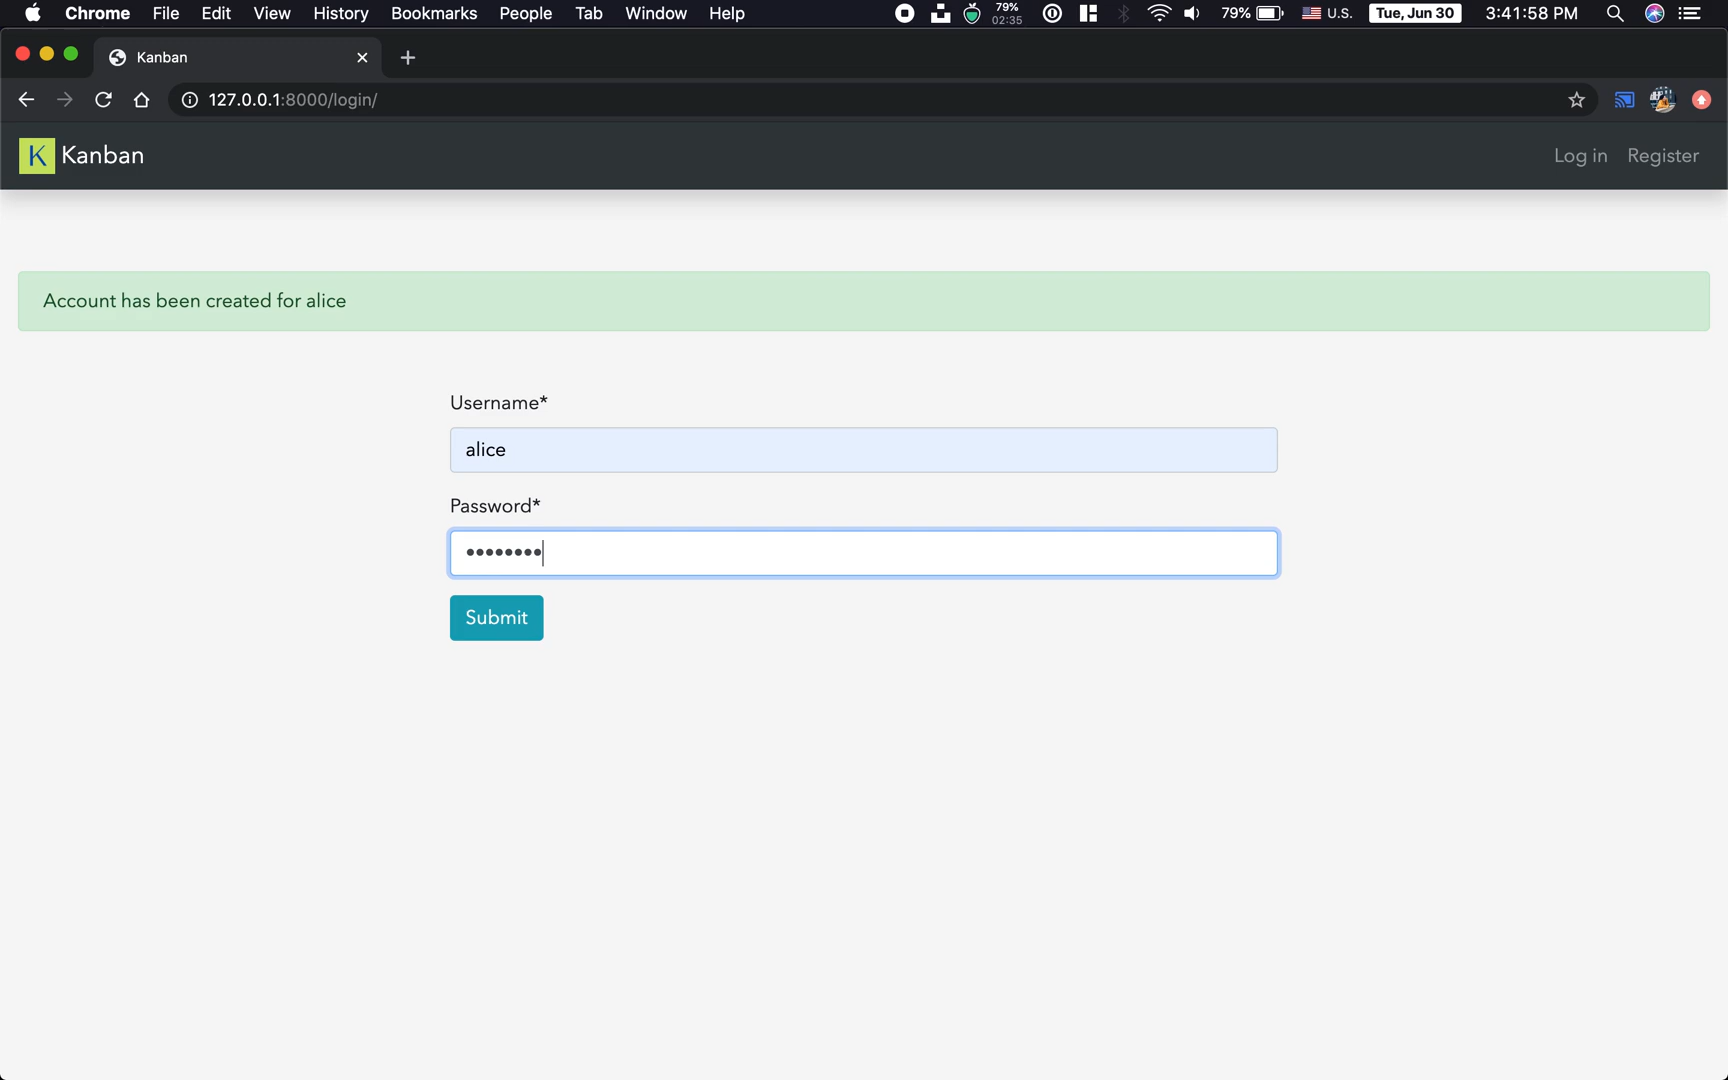 Chrome File Edit View History Bookmarks People Tab Window Help 79% 02:35 79% U.S. Tue, Jun 30 3:41:58 PM
Kanban
127.0.0.1:8000/login/
K Kanban Log in Register
Account has been created for alice
Username*
alice
Password*
••••••••
Submit